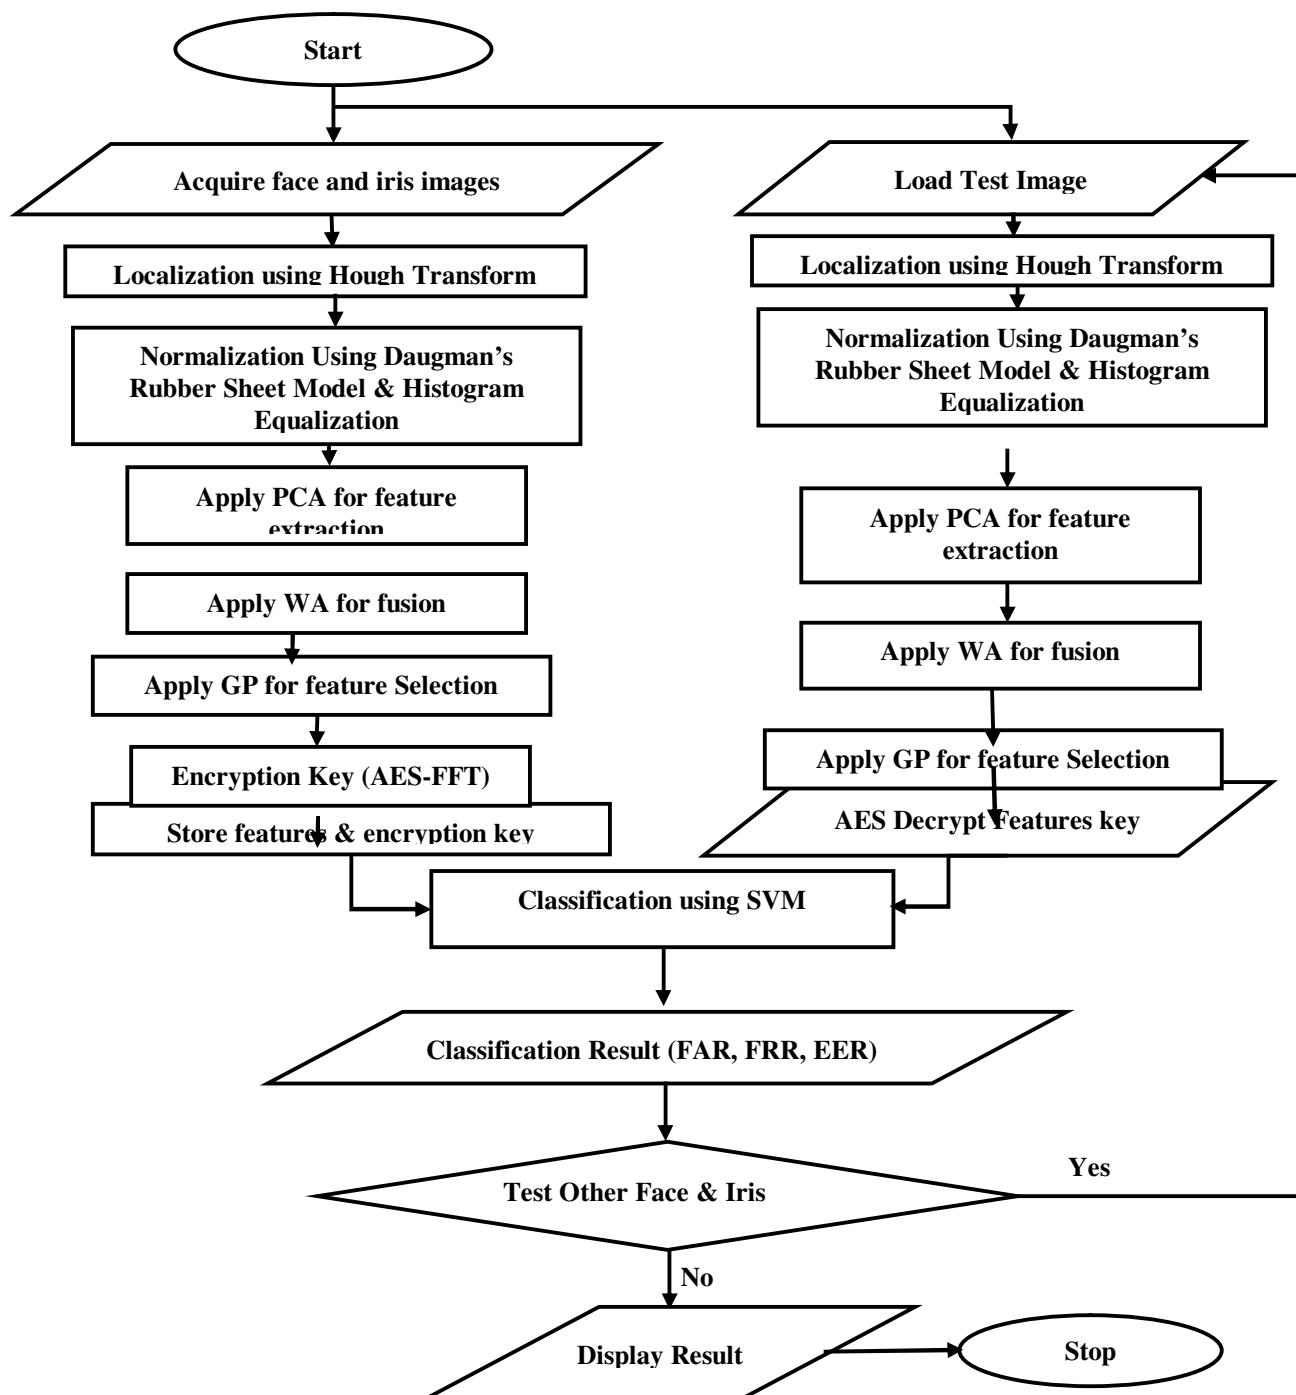 Start
Acquire face and iris images
Localization using Hough Transform
Normalization Using Daugman's
Rubber Sheet Model & Histogram
Equalization
Apply PCA for feature
extraction
Apply WA for fusion
Apply GP for feature Selection
Encryption Key (AES-FFT)
Store features & encryption key
Load Test Image
Localization using Hough Transform
Normalization Using Daugman's
Rubber Sheet Model & Histogram
Equalization
Apply PCA for feature
extraction
Apply WA for fusion
Apply GP for feature Selection
AES Decrypt Features key
Classification using SVM
Classification Result (FAR, FRR, EER)
Test Other Face & Iris
Yes
No
Display Result
Stop